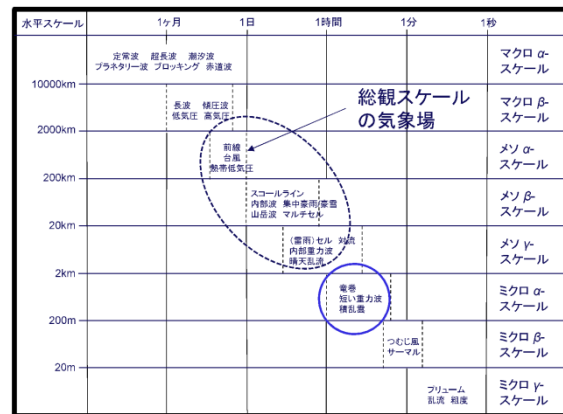 水平スケール 1ヶ月 1日 1時間 1分 1秒
定常波 超長波 潮汐波
プラネタリー波 ブロッキング 赤道波
マクロ α-
スケール
10000km
長波 傾圧波
低気圧 高気圧
マクロ β-
スケール
総観スケール
の気象場
2000km
前線
台風
熱帯低気圧
メソ α-
スケール
200km
スコールライン
内部波 集中豪雨/豪雪
山岳波 マルチセル
メソ β-
スケール
20km
(雷雨)セル 対流
内部重力波
晴天乱流
メソ γ-
スケール
2km
竜巻
短い重力波
積乱雲
ミクロ α-
スケール
200m
つむじ風
サーマル
ミクロ β-
スケール
20m
プリューム
乱流 粗度
ミクロ γ-
スケール